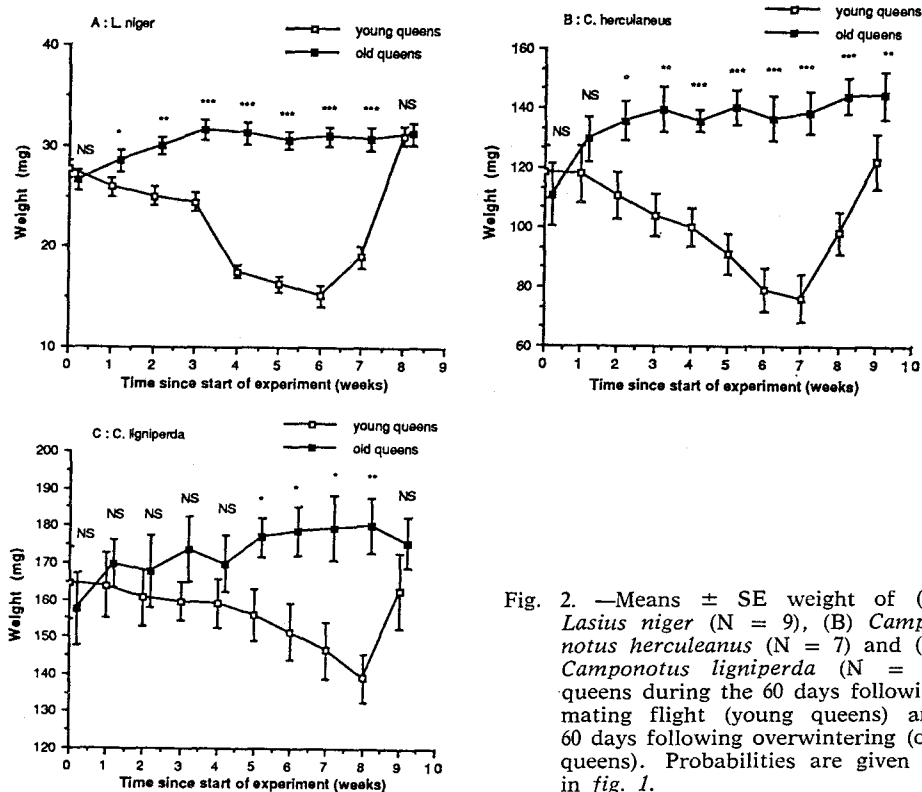 A : L. niger
young queens
old queens
Weight (mg)
40
30
20
10
NS
*
**
***
***
***
***
***
NS
0 1 2 3 4 5 6 7 8 9
Time since start of experiment (weeks)
B : C. herculaneus
young queens
old queens
Weight (mg)
160
140
120
100
80
60
NS
NS
*
**
***
***
***
***
***
**
0 1 2 3 4 5 6 7 8 9 10
Time since start of experiment (weeks)
C : C. ligniperda
young queens
old queens
Weight (mg)
200
190
180
170
160
150
140
130
120
NS
NS
NS
NS
NS
*
*
*
**
NS
0 1 2 3 4 5 6 7 8 9 10
Time since start of experiment (weeks)
Fig. 2. —Means ± SE weight of (
Lasius niger (N = 9), (B) Camp
notus herculeanus (N = 7) and (
Camponotus ligniperda (N =
queens during the 60 days followi
mating flight (young queens) an
60 days following overwintering (o
queens). Probabilities are given
in fig. 1.